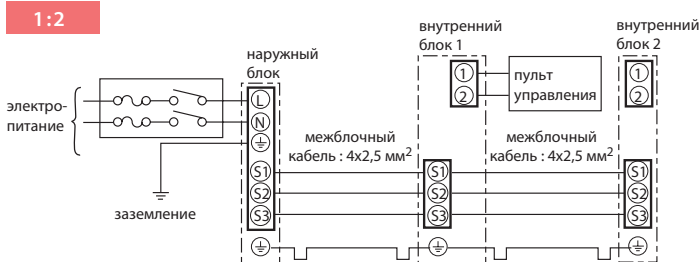 1:2
наружный
блок
внутренний
блок 1
внутренний
блок 2
электро-
питание
L
N
S1
S2
S3
заземление
межблочный
кабель : 4x2,5 мм²
1
2
пульт
управления
S1
S2
S3
межблочный
кабель : 4x2,5 мм²
1
2
S1
S2
S3